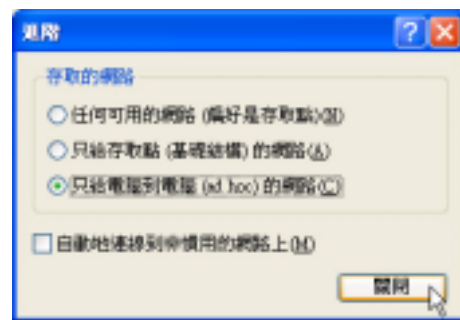 進階
存取的網路
任何可用的網路 (偏好是存取點)(N)
只給存取點 (基礎結構) 的網路(A)
只給電腦到電腦 (ad hoc) 的網路(C)
自動地連線到非慣用的網路上(M)
關閉